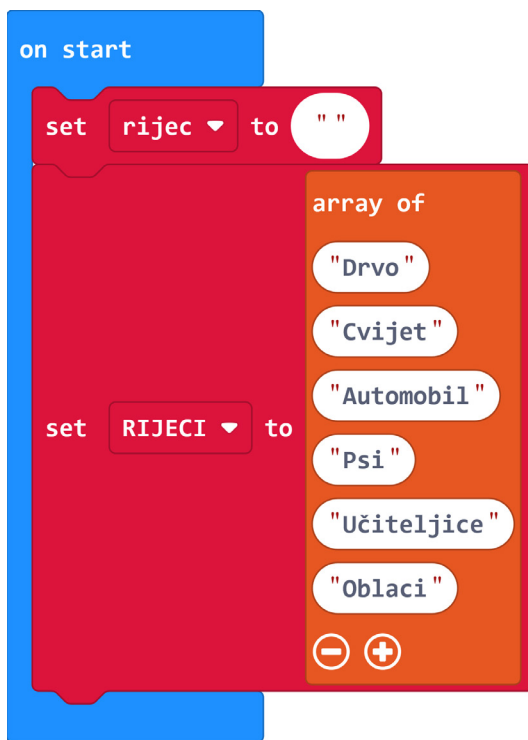 on start
set rijec to " "
array of
"Drvo"
"Cvijet"
"Automobil"
set RIJECI to
"Psi"
"Učiteljice"
"Oblaci"